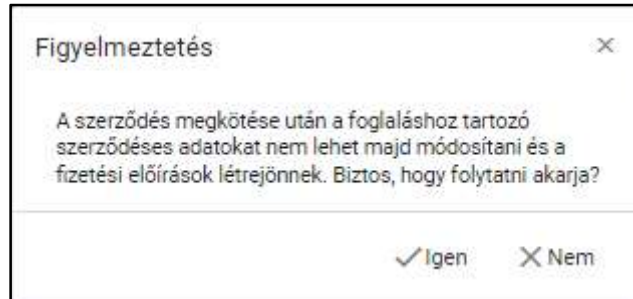 Figyelmeztetés
A szerződés megkötése után a foglaláshoz tartozó
szerződéses adatokat nem lehet majd módosítani és a
fizetési előírások létrejönnek. Biztos, hogy folytatni akarja?
Igen Nem